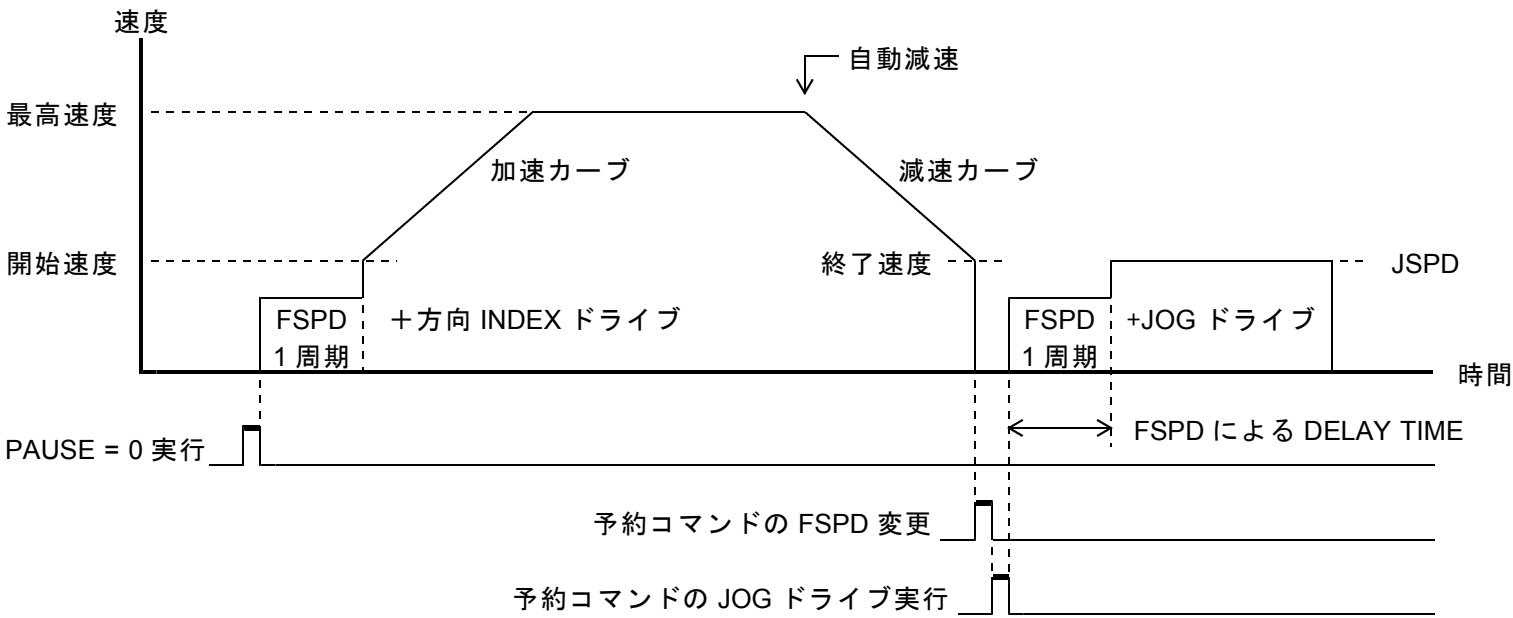 速度
自動減速
最高速度
加速カーブ
減速カーブ
開始速度
終了速度
JSPD
FSPD
1 周期
＋方向 INDEX ドライブ
FSPD
1 周期
+JOG ドライブ
時間
PAUSE = 0 実行
FSPD による DELAY TIME
予約コマンドの FSPD 変更
予約コマンドの JOG ドライブ実行